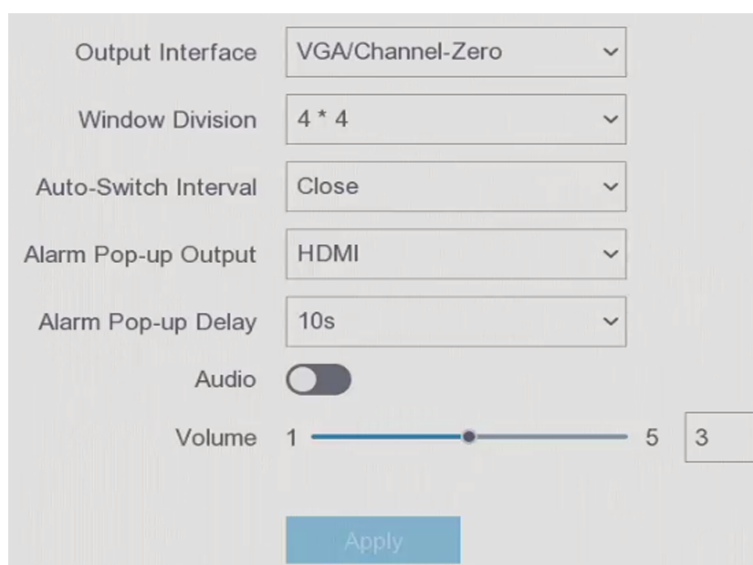 Output Interface VGA/Channel-Zero
Window Division 4 * 4
Auto-Switch Interval Close
Alarm Pop-up Output HDMI
Alarm Pop-up Delay 10s
Audio
Volume 1 5 3
Apply